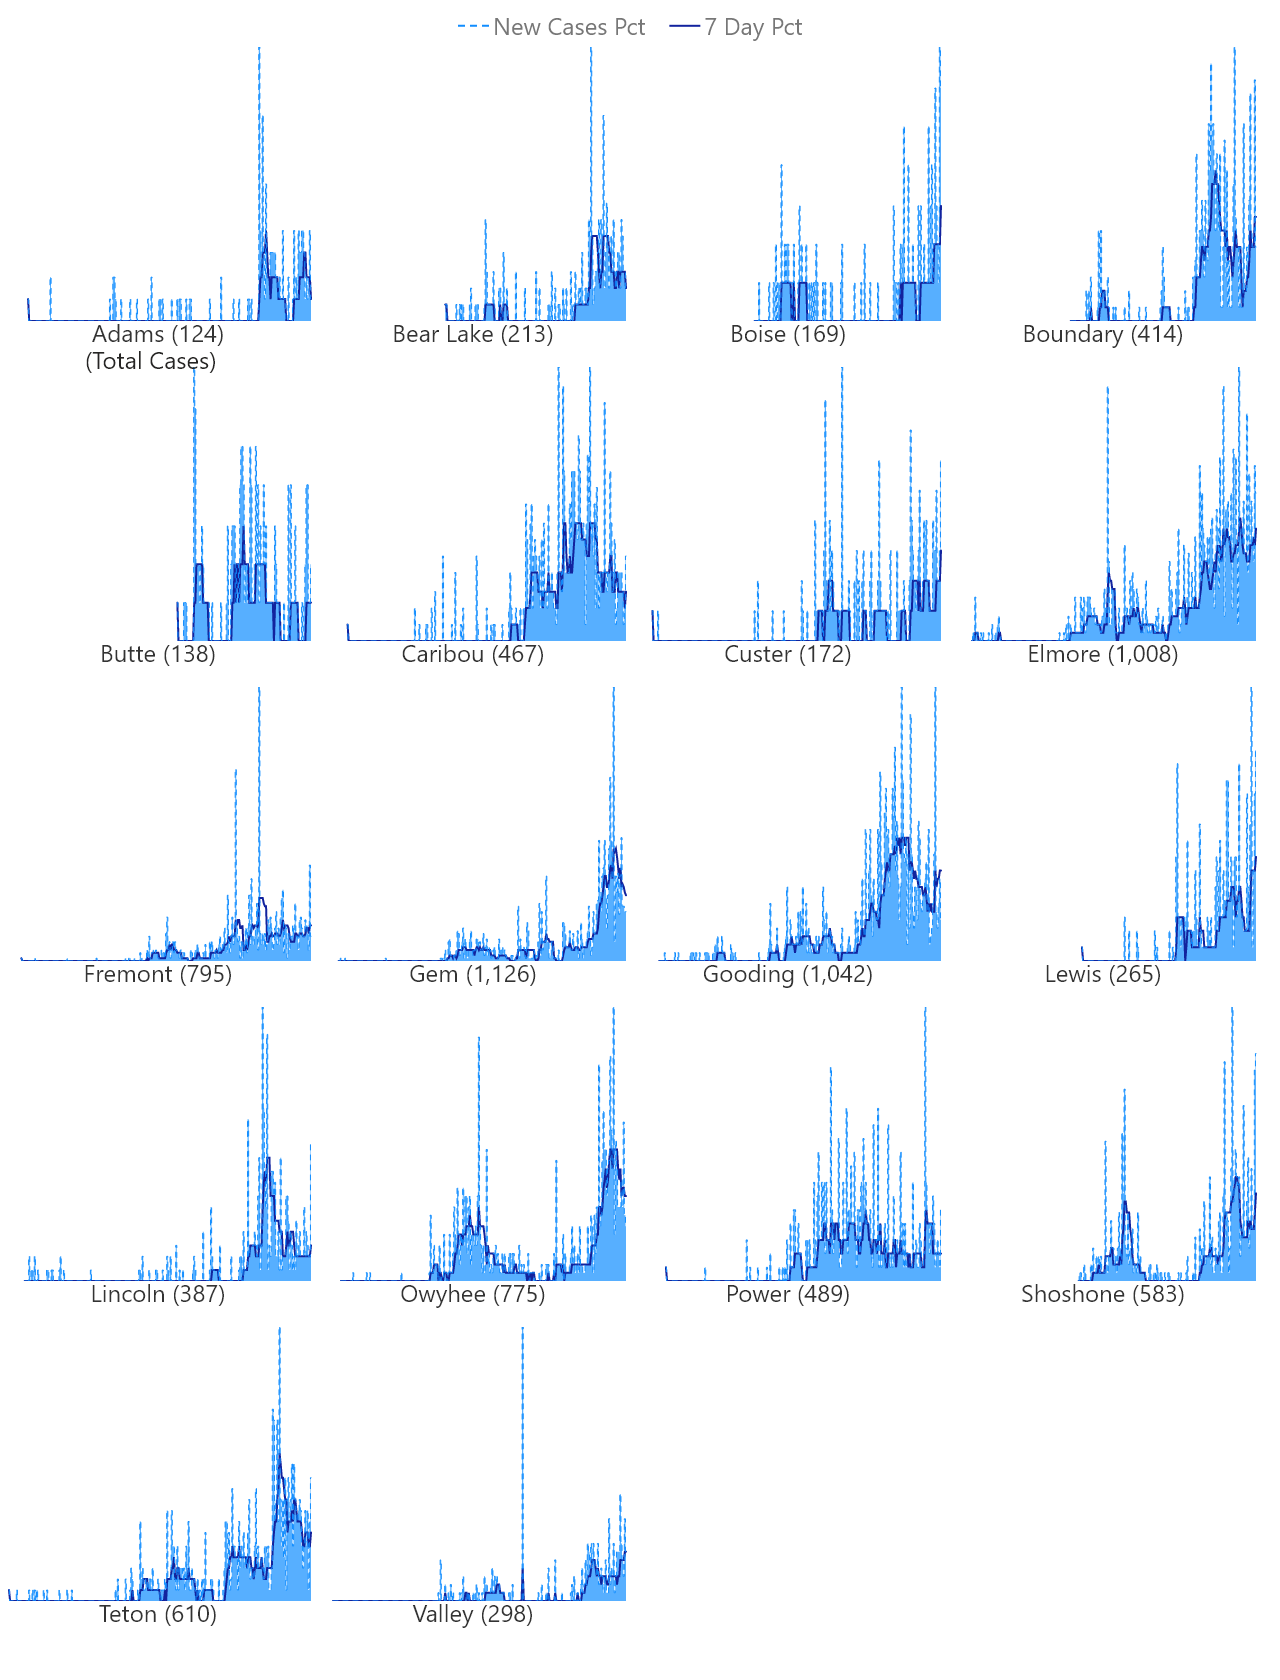 New Cases Pct 7 Day Pct
Adams (124)
(Total Cases)
Bear Lake (213)
Boise (169)
Boundary (414)
Butte (138)
Caribou (467)
Custer (172)
Elmore (1,008)
Fremont (795)
Gem (1,126)
Gooding (1,042)
Lewis (265)
Lincoln (387)
Owyhee (775)
Power (489)
Shoshone (583)
Teton (610)
Valley (298)